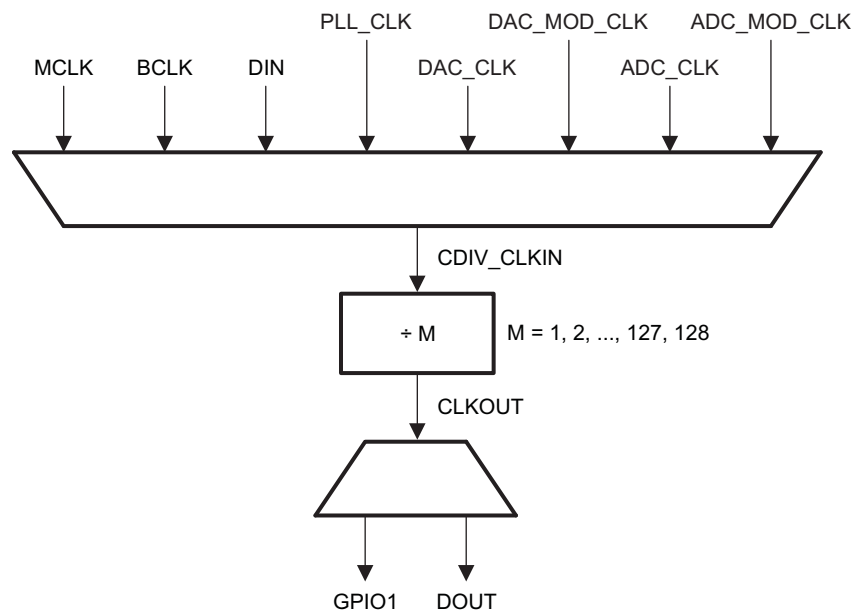 PLL_CLK DAC_MOD_CLK ADC_MOD_CLK
MCLK BCLK DIN DAC_CLK ADC_CLK
CDIV_CLKIN
÷ M M = 1, 2, ..., 127, 128
CLKOUT
GPIO1 DOUT